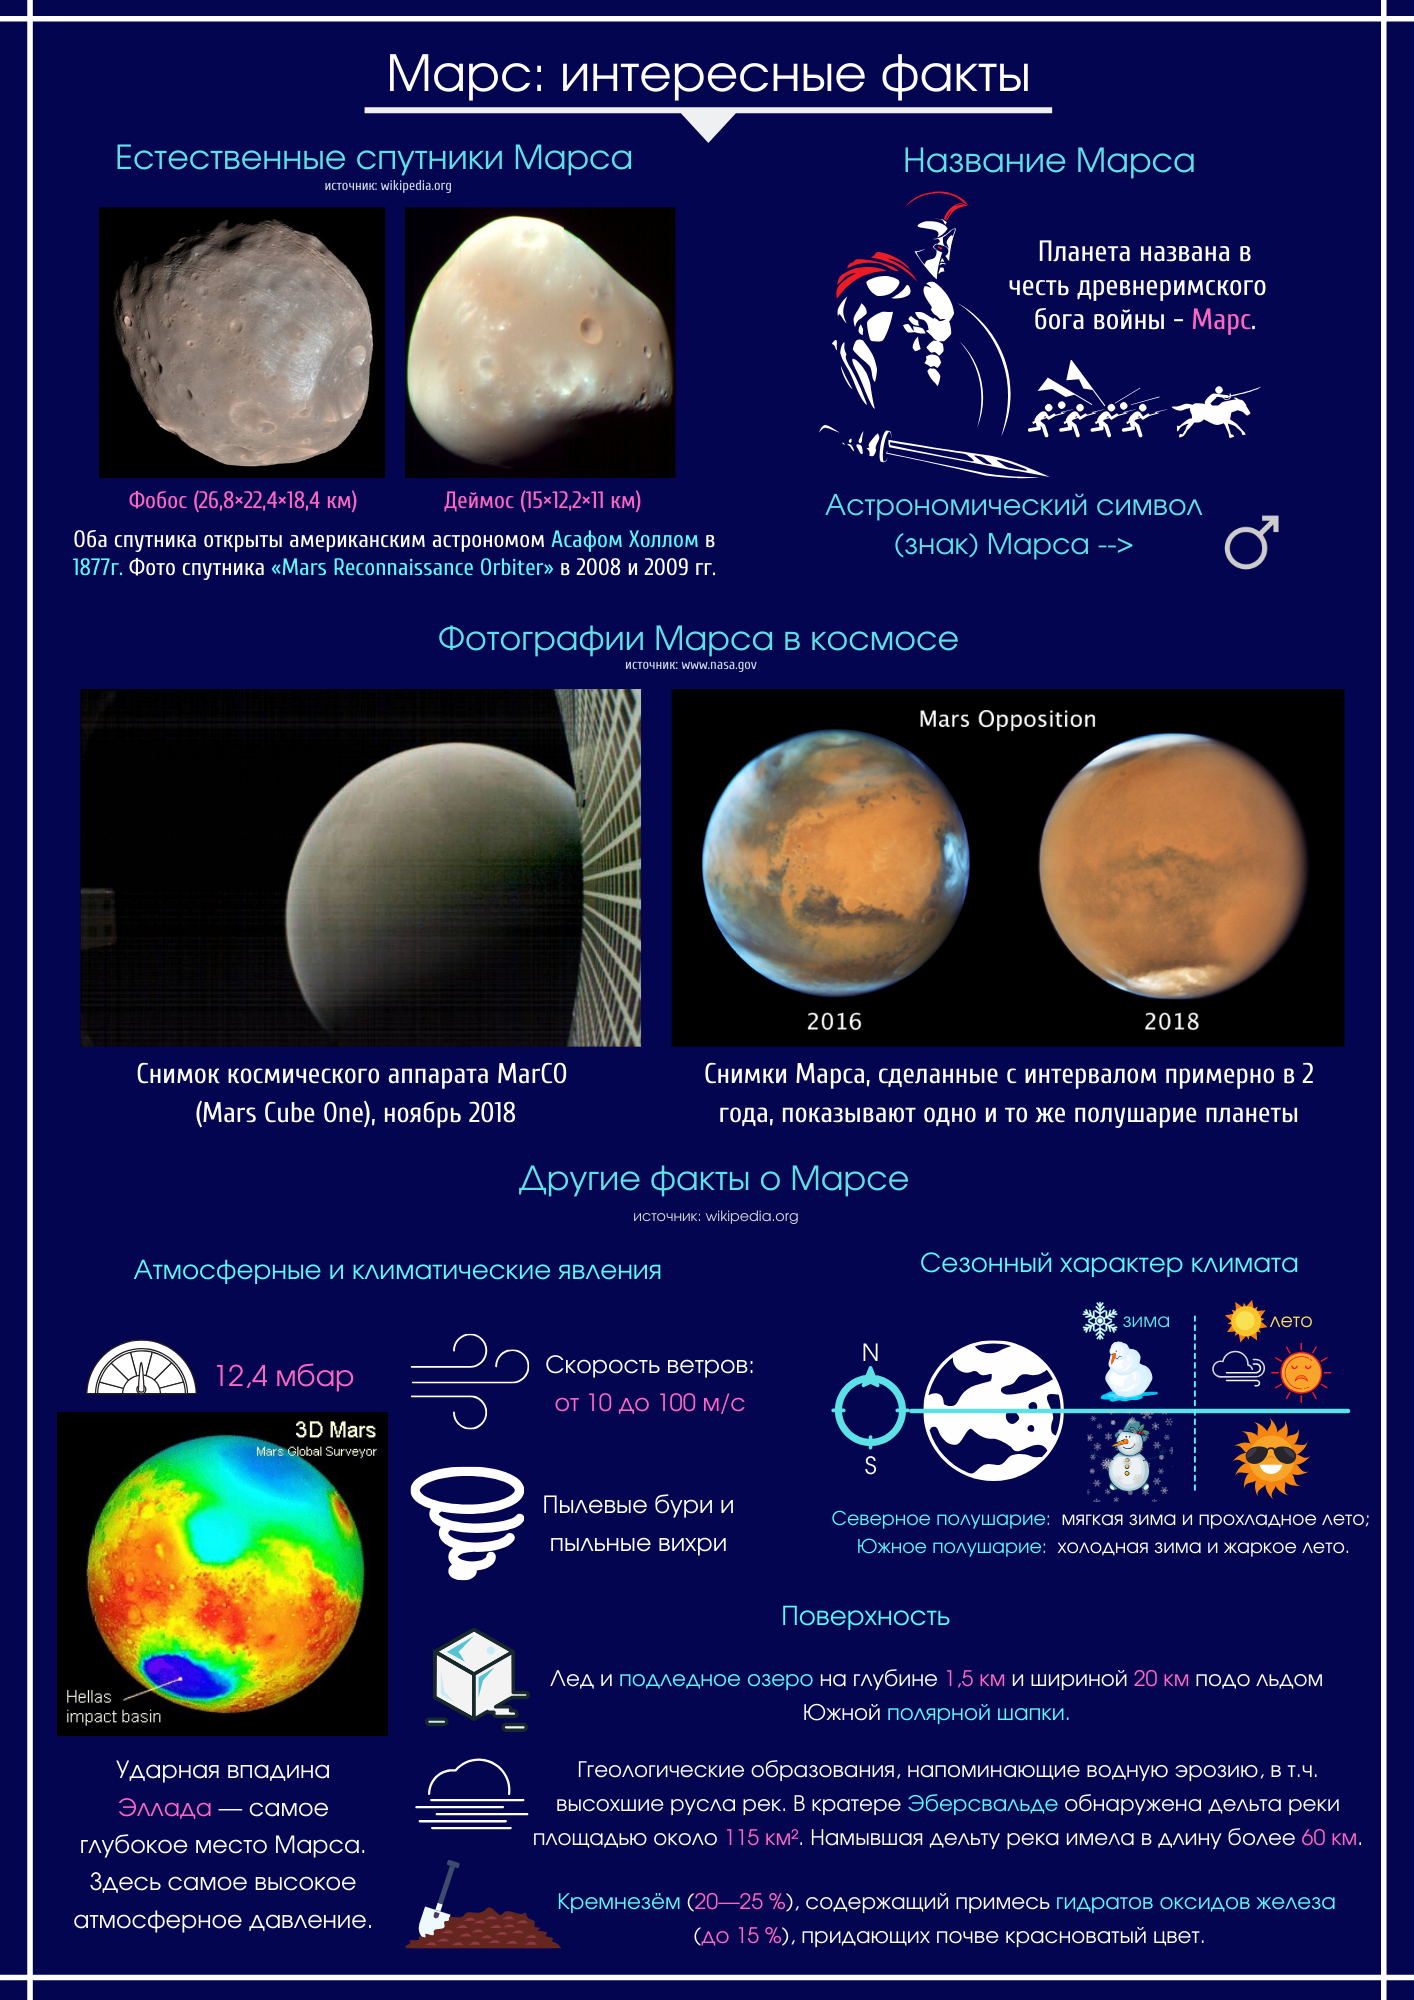 Марс: интересные факты
Естественные спутники Марса
источник: wikipedia.org
Фобос (26,8×22,4×18,4 км)
Деймос (15×12,2×11 км)
Оба спутника открыты американским астрономом Асафом Холлом в
1877г. Фото спутника «Mars Reconnaissance Orbiter» в 2008 и 2009 гг.
Название Марса
Планета названа в
честь древнеримского
бога войны - Марс.
Астрономический символ
(знак) Марса -->
Фотографии Марса в космосе
источник: www.nasa.gov
Mars Opposition
2016
2018
Снимок космического аппарата MarCO
(Mars Cube One), ноябрь 2018
Снимки Марса, сделанные с интервалом примерно в 2
года, показывают одно и то же полушарие планеты
Другие факты о Марсе
источник: wikipedia.org
Атмосферные и климатические явления
12,4 мбар
Скорость ветров:
от 10 до 100 м/с
3D Mars
Mars Global Surveyor
Hellas
impact basin
Пылевые бури и
пыльные вихри
Ударная впадина
Эллада — самое
глубокое место Марса.
Здесь самое высокое
атмосферное давление.
Сезонный характер климата
зима
лето
N
S
Северное полушарие: мягкая зима и прохладное лето;
Южное полушарие: холодная зима и жаркое лето.
Поверхность
Лед и подледное озеро на глубине 1,5 км и шириной 20 км подо льдом
Южной полярной шапки.
Ггеологические образования, напоминающие водную эрозию, в т.ч.
высохшие русла рек. В кратере Эберсвальде обнаружена дельта реки
площадью около 115 км². Намывшая дельту река имела в длину более 60 км.
Кремнезём (20—25 %), содержащий примесь гидратов оксидов железа
(до 15 %), придающих почве красноватый цвет.